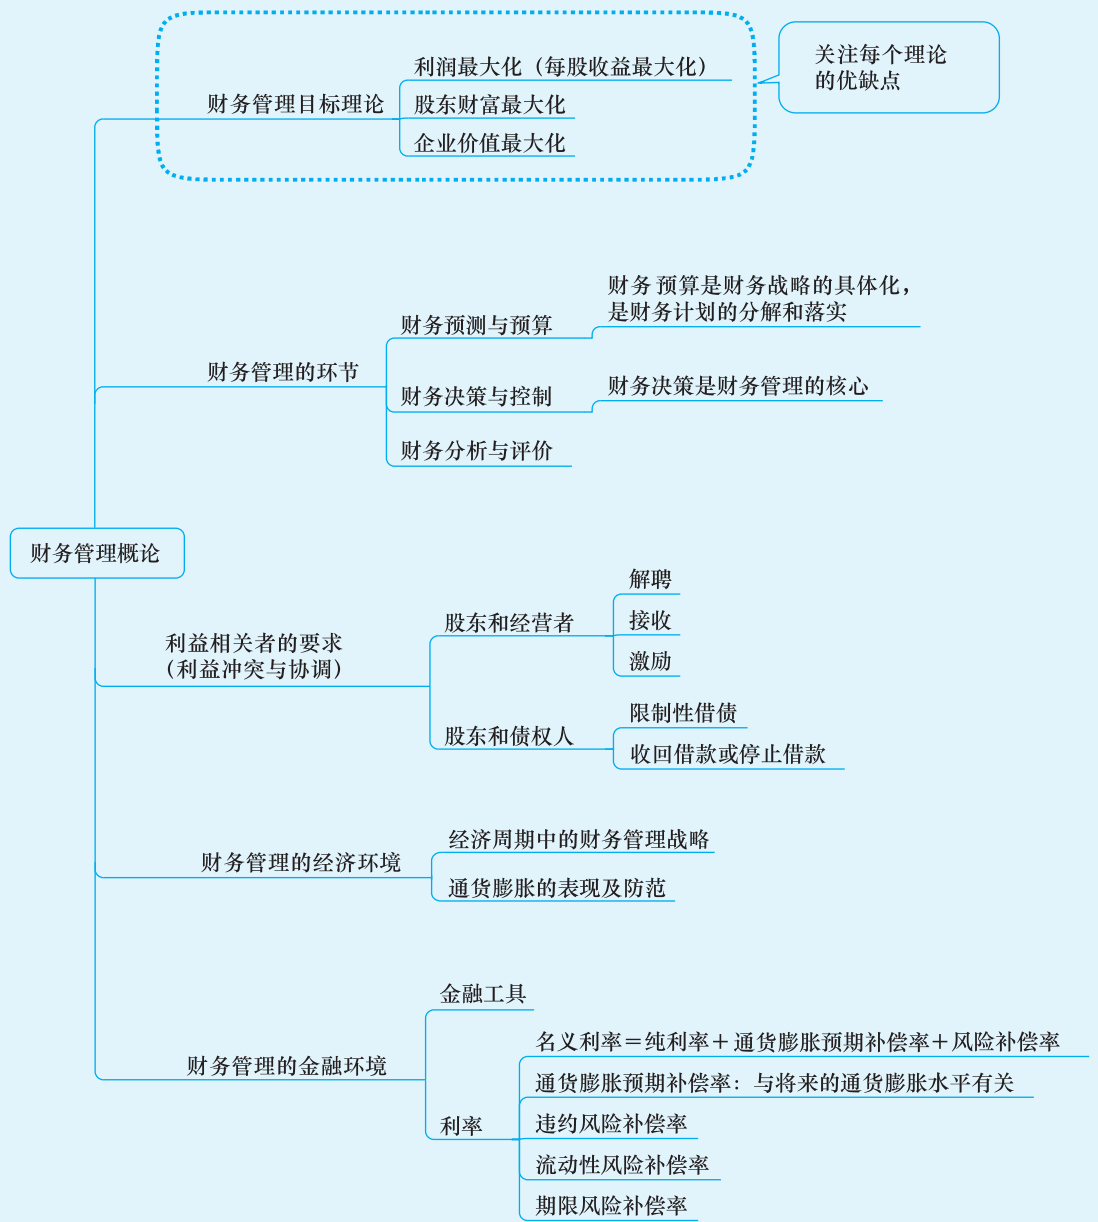 关注每个理论
的优缺点
财务管理目标理论
利润最大化（每股收益最大化）
股东财富最大化
企业价值最大化
财务管理的环节
财务预测与预算
财务 预算是财务战略的具体化，
是财务计划的分解和落实
财务决策与控制
财务决策是财务管理的核心
财务分析与评价
财务管理概论
利益相关者的要求
（利益冲突与协调）
股东和经营者
解聘
接收
激励
股东和债权人
限制性借债
收回借款或停止借款
财务管理的经济环境
经济周期中的财务管理战略
通货膨胀的表现及防范
财务管理的金融环境
金融工具
利率
名义利率＝纯利率＋通货膨胀预期补偿率＋风险补偿率
通货膨胀预期补偿率：与将来的通货膨胀水平有关
违约风险补偿率
流动性风险补偿率
期限风险补偿率